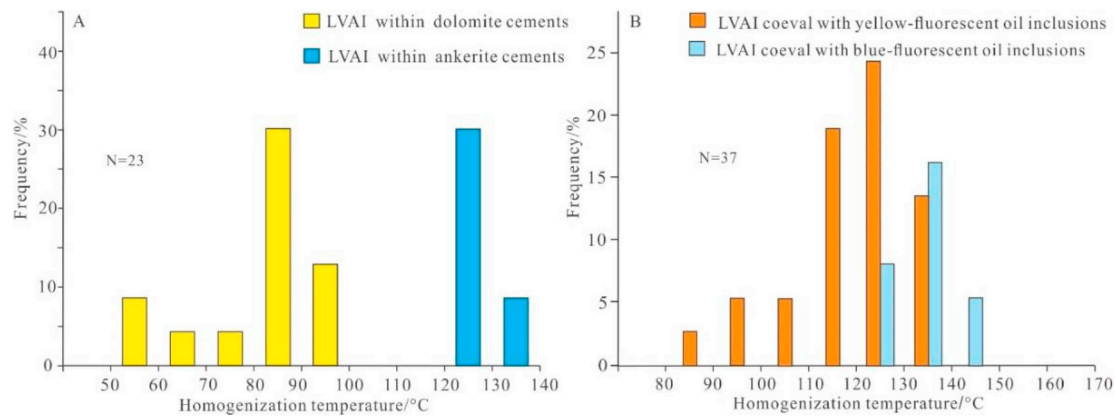 A
LVAI within dolomite cements
LVAI within ankerite cements
N=23
Frequency/%
40
30
20
10
0
50 60 70 80 90 100 110 120 130 140
Homogenization temperature/°C
B
LVAI coeval with yellow-fluorescent oil inclusions
LVAI coeval with blue-fluorescent oil inclusions
N=37
Frequency/%
25
20
15
10
5
0
80 90 100 110 120 130 140 150 160 170
Homogenization temperature/°C